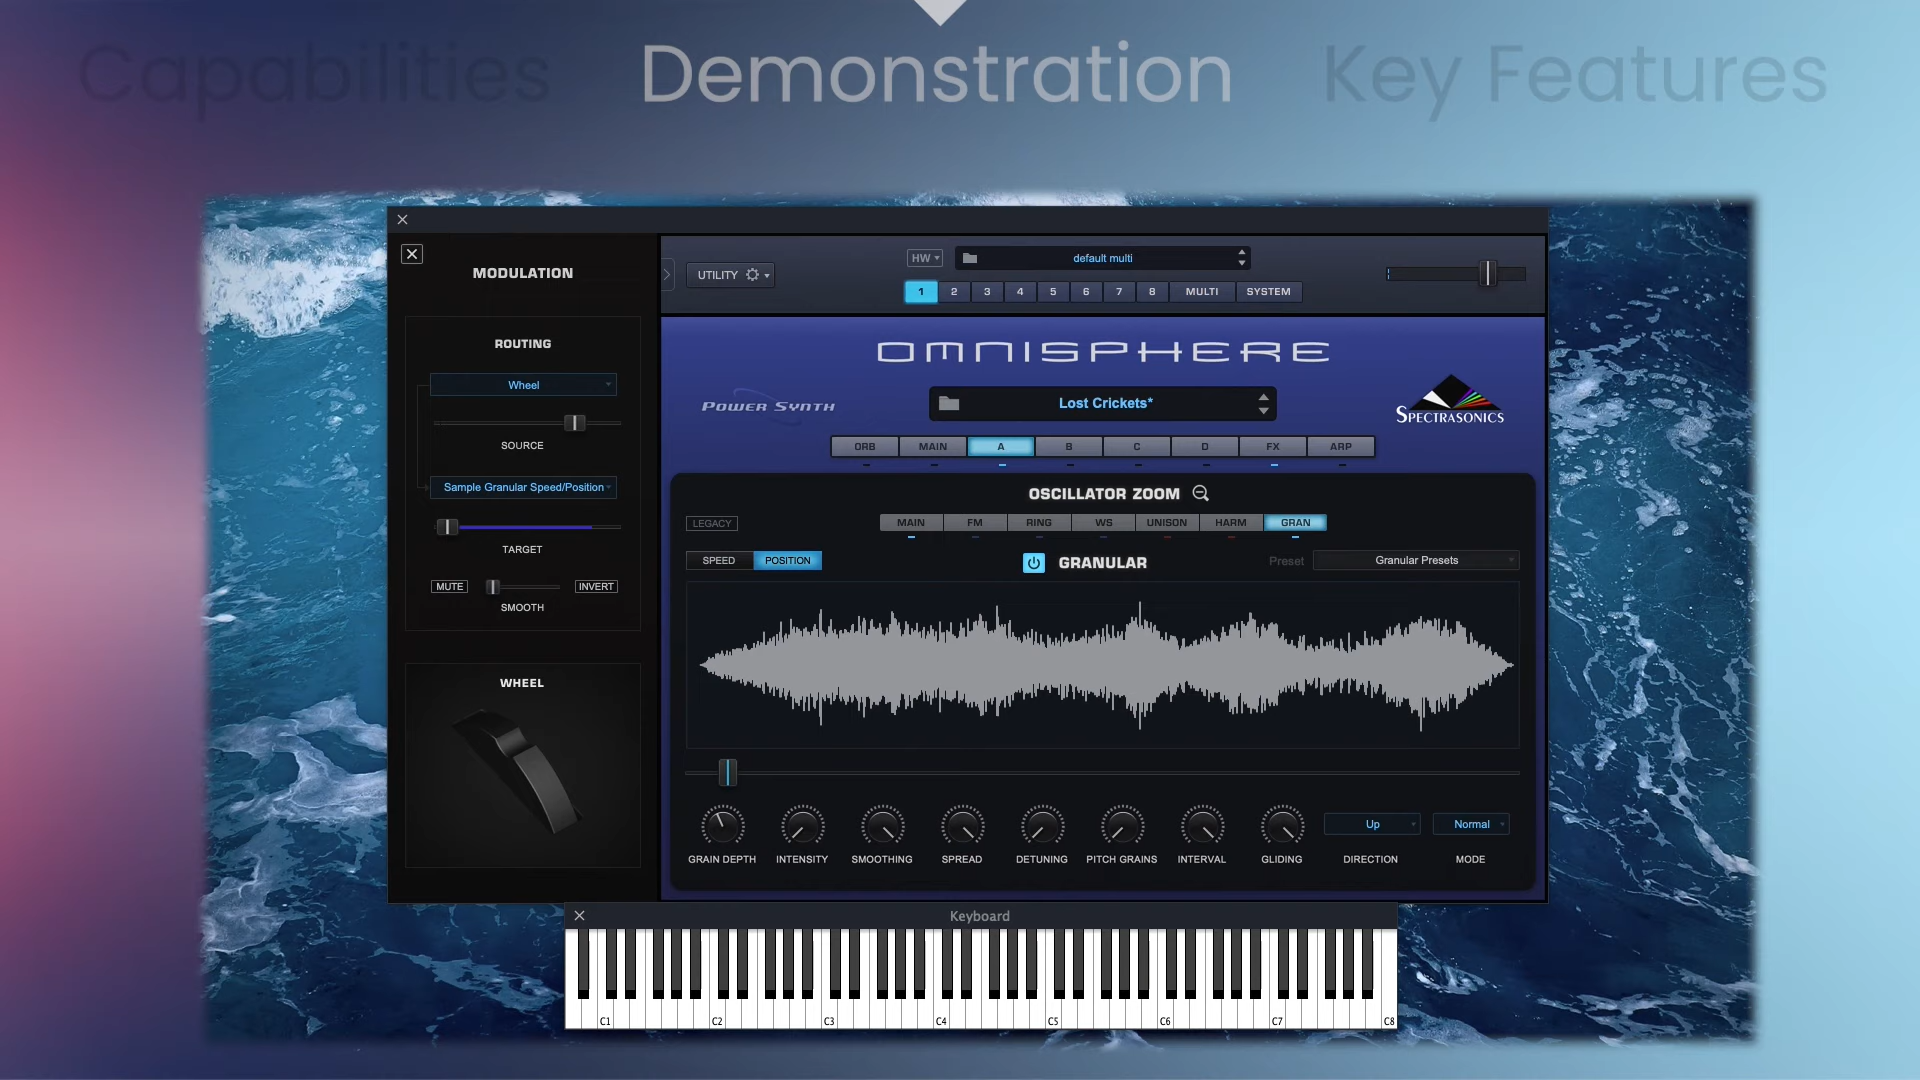 Capabilities Demonstration Key Features
MODULATION
ROUTING
Wheel
SOURCE
Sample Granular Speed/Position
TARGET
MUTE INVERT
SMOOTH
WHEEL
UTILITY
HW
default multi
1 2 3 4 5 6 7 8 MULTI SYSTEM
OMNISPHERE
POWER SYNTH
Lost Crickets*
SPECTRASONICS
ORB MAIN A B C D FX ARP
OSCILLATOR ZOOM
LEGACY
MAIN FM RING WS UNISON HARM GRAN
SPEED POSITION
GRANULAR
Preset Granular Presets
Up Normal
GRAIN DEPTH INTENSITY SMOOTHING SPREAD DETUNING PITCH GRAINS INTERVAL GLIDING DIRECTION MODE
Keyboard
C1 C2 C3 C4 C5 C6 C7 C8